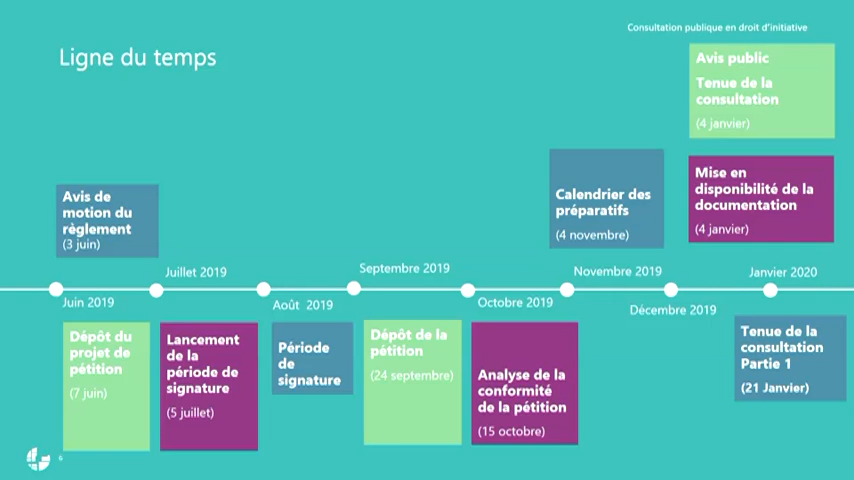 Consultation publique en droit d'initiative
Ligne du temps
Avis public
Tenue de la
consultation
(4 janvier)
Avis de
motion du
règlement
(3 juin)
Calendrier des
préparatifs
(4 novembre)
Mise en
disponibilité de la
documentation
(4 janvier)
Juin 2019
Juillet 2019
Août 2019
Septembre 2019
Octobre 2019
Novembre 2019
Décembre 2019
Janvier 2020
Dépôt du
projet de
pétition
(7 juin)
Lancement
de la
période de
signature
(5 juillet)
Période
de
signature
Dépôt de la
pétition
(24 septembre)
Analyse de la
conformité
de la pétition
(15 octobre)
Tenue de la
consultation
Partie 1
(21 Janvier)
6